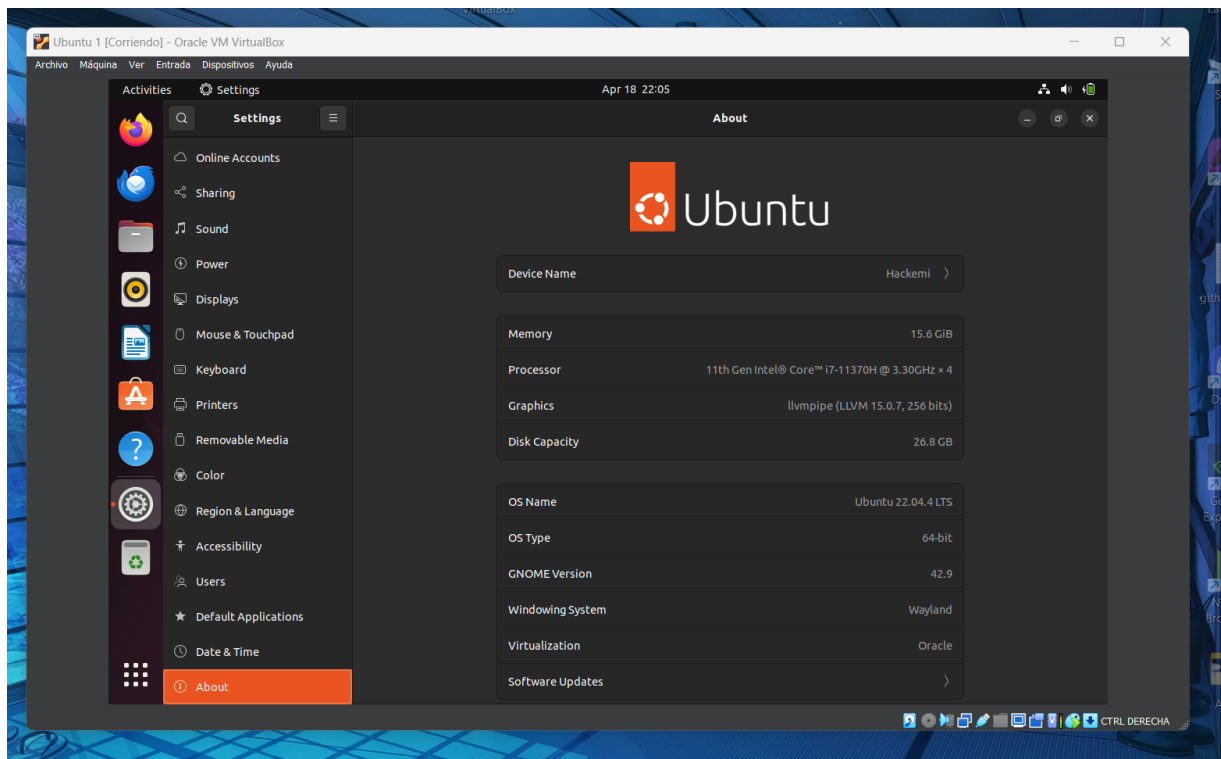 VirtualBox
Ubuntu 1 [Corriendo] - Oracle VM VirtualBox
Archivo Máquina Ver Entrada Dispositivos Ayuda
Activities Settings Apr 18 22:05
Settings
About
Online Accounts
Sharing
Sound
Power
Displays
Mouse & Touchpad
Keyboard
Printers
Removable Media
Color
Region & Language
Accessibility
Users
Default Applications
Date & Time
About
Ubuntu
Device Name Hackemi
Memory 15.6 GiB
Processor 11th Gen Intel® Core™ i7-11370H @ 3.30GHz × 4
Graphics llvmpipe (LLVM 15.0.7, 256 bits)
Disk Capacity 26.8 GB
OS Name Ubuntu 22.04.4 LTS
OS Type 64-bit
GNOME Version 42.9
Windowing System Wayland
Virtualization Oracle
Software Updates
CTRL DERECHA